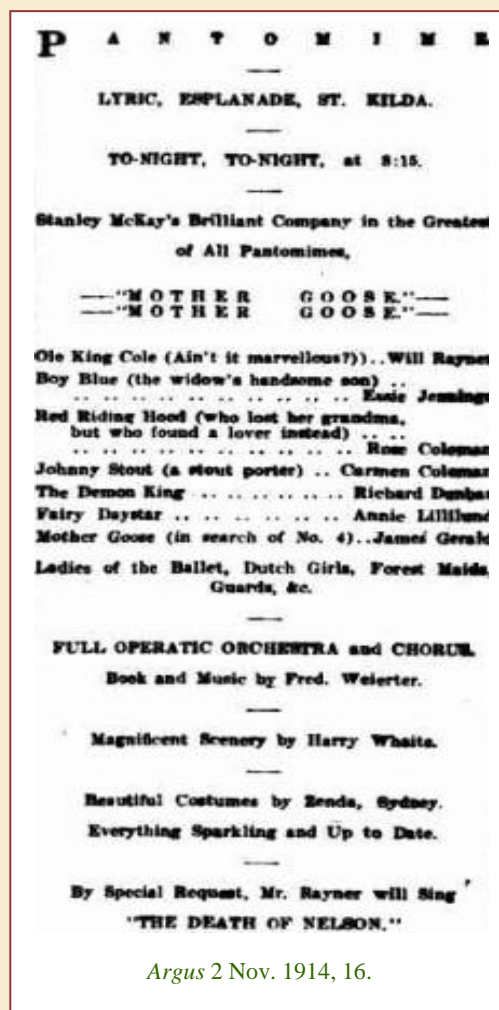 P A N T O M I M E
LYRIC, ESPLANADE, ST. KILDA.
TO-NIGHT, TO-NIGHT, at 8:15.
Stanley McKay's Brilliant Company in the Greatest
of All Pantomimes,
—"MOTHER GOOSE."—
—"MOTHER GOOSE."—
Ole King Cole (Ain't it marvellous?))..Will Rayner
Boy Blue (the widow's handsome son) ..
.. .. .. .. .. .. .. .. .. .. .. Essie Jennings
Red Riding Hood (who lost her grandma,
but who found a lover instead) .. ..
.. .. .. .. .. .. .. .. .. .. .. Rose Coleman
Johnny Stout (a stout porter) .. Carmen Coleman
The Demon King .. .. .. .. .. .. Richard Dunbar
Fairy Daystar .. .. .. .. .. .. Annie Lillilund
Mother Goose (in search of No. 4)..James Gerald
Ladies of the Ballet, Dutch Girls, Forest Maids,
Guards, &c.
FULL OPERATIC ORCHESTRA and CHORUS.
Book and Music by Fred. Weierter.
Magnificent Scenery by Harry Whaite.
Beautiful Costumes by Zenda, Sydney.
Everything Sparkling and Up to Date.
By Special Request, Mr. Rayner will Sing
"THE DEATH OF NELSON."
Argus 2 Nov. 1914, 16.